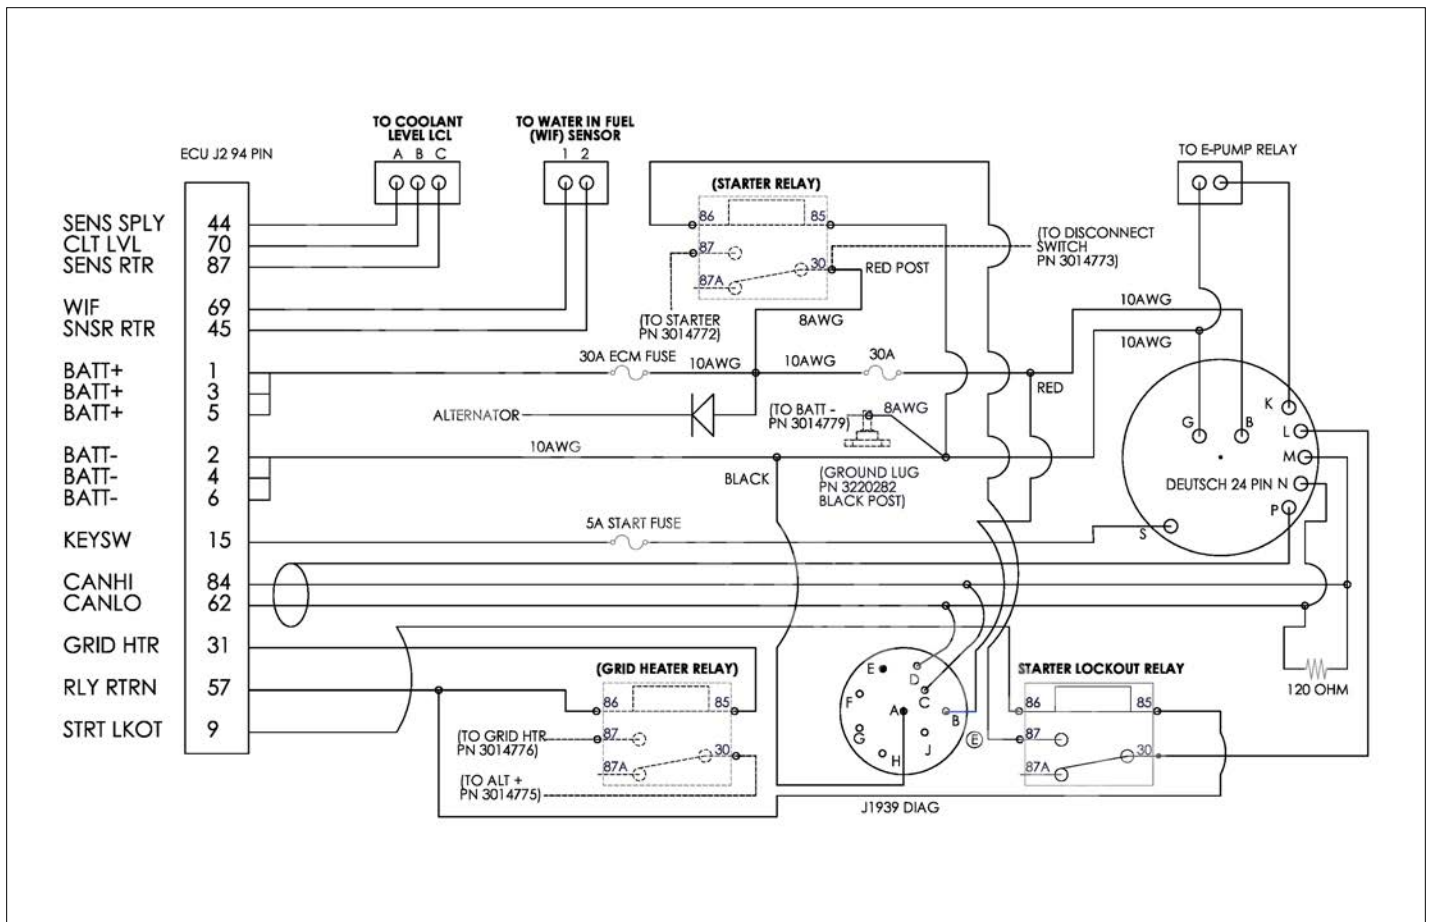 TO COOLANT
LEVEL LCL
A B C
TO WATER IN FUEL
(WIF) SENSOR
1 2
ECU J2 94 PIN
TO E-PUMP RELAY
(STARTER RELAY)
86
85
87
30
87A
RED POST
(TO DISCONNECT
SWITCH
PN 3014773)
(TO STARTER
PN 3014772)
8AWG
10AWG
10AWG
SENS SPLY 44
CLT LVL 70
SENS RTR 87
WIF 69
SNSR RTR 45
BATT+ 1
BATT+ 3
BATT+ 5
BATT- 2
BATT- 4
BATT- 6
KEYSW 15
CANHI 84
CANLO 62
GRID HTR 31
RLY RTRN 57
STRT LKOT 9
30A ECM FUSE
10AWG
10AWG
30A
RED
ALTERNATOR
(TO BATT -
PN 3014779)
8AWG
10AWG
BLACK
(GROUND LUG
PN 3220282
BLACK POST)
K
G
B
L
M
DEUTSCH 24 PIN N
P
S
5A START FUSE
(GRID HEATER RELAY)
86
85
87
30
87A
(TO GRID HTR
PN 3014776)
(TO ALT +
PN 3014775)
E
D
F
C
A
B
G
J
H
E
J1939 DIAG
STARTER LOCKOUT RELAY
86
85
87
30
87A
120 OHM